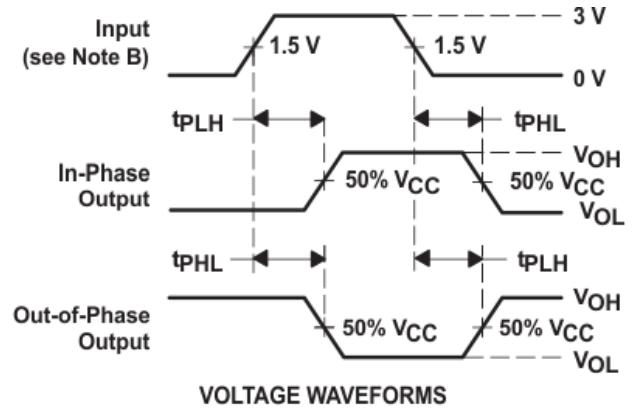 Input
(see Note B)
1.5 V
1.5 V
3 V
0 V
tPLH
tPHL
In-Phase
Output
50% VCC
VOH
50% VCC
VOL
tPHL
tPLH
Out-of-Phase
Output
50% VCC
VOH
50% VCC
VOL
VOLTAGE WAVEFORMS